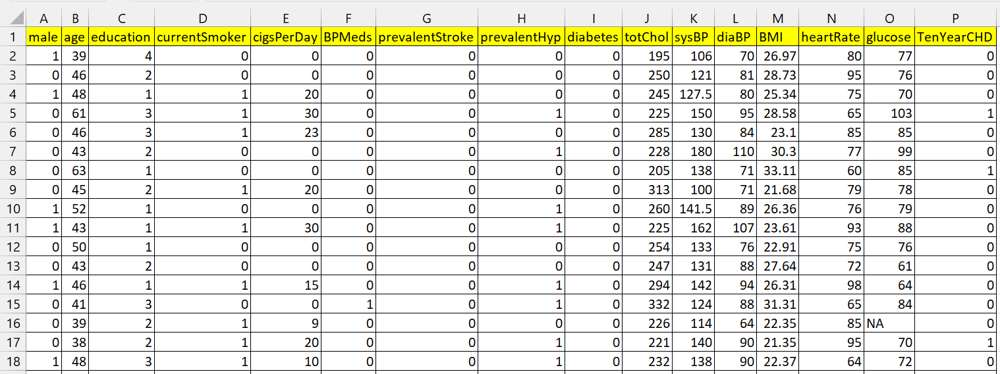 A B C D E F G H I J K L M N O P
1 male age education currentSmoker cigsPerDay BPMeds prevalentStroke prevalentHyp diabetes totChol sysBP diaBP BMI heartRate glucose TenYearCHD
2 1 39 4 0 0 0 0 0 0 195 106 70 26.97 80 77 0
3 0 46 2 0 0 0 0 0 0 250 121 81 28.73 95 76 0
4 1 48 1 1 20 0 0 0 0 245 127.5 80 25.34 75 70 0
5 0 61 3 1 30 0 0 1 0 225 150 95 28.58 65 103 1
6 0 46 3 1 23 0 0 0 0 285 130 84 23.1 85 85 0
7 0 43 2 0 0 0 0 1 0 228 180 110 30.3 77 99 0
8 0 63 1 0 0 0 0 0 0 205 138 71 33.11 60 85 1
9 0 45 2 1 20 0 0 0 0 313 100 71 21.68 79 78 0
10 1 52 1 0 0 0 0 1 0 260 141.5 89 26.36 76 79 0
11 1 43 1 1 30 0 0 1 0 225 162 107 23.61 93 88 0
12 0 50 1 0 0 0 0 0 0 254 133 76 22.91 75 76 0
13 0 43 2 0 0 0 0 0 0 247 131 88 27.64 72 61 0
14 1 46 1 1 15 0 0 1 0 294 142 94 26.31 98 64 0
15 0 41 3 0 0 1 0 1 0 332 124 88 31.31 65 84 0
16 0 39 2 1 9 0 0 0 0 226 114 64 22.35 85 NA 0
17 0 38 2 1 20 0 0 1 0 221 140 90 21.35 95 70 1
18 1 48 3 1 10 0 0 1 0 232 138 90 22.37 64 72 0